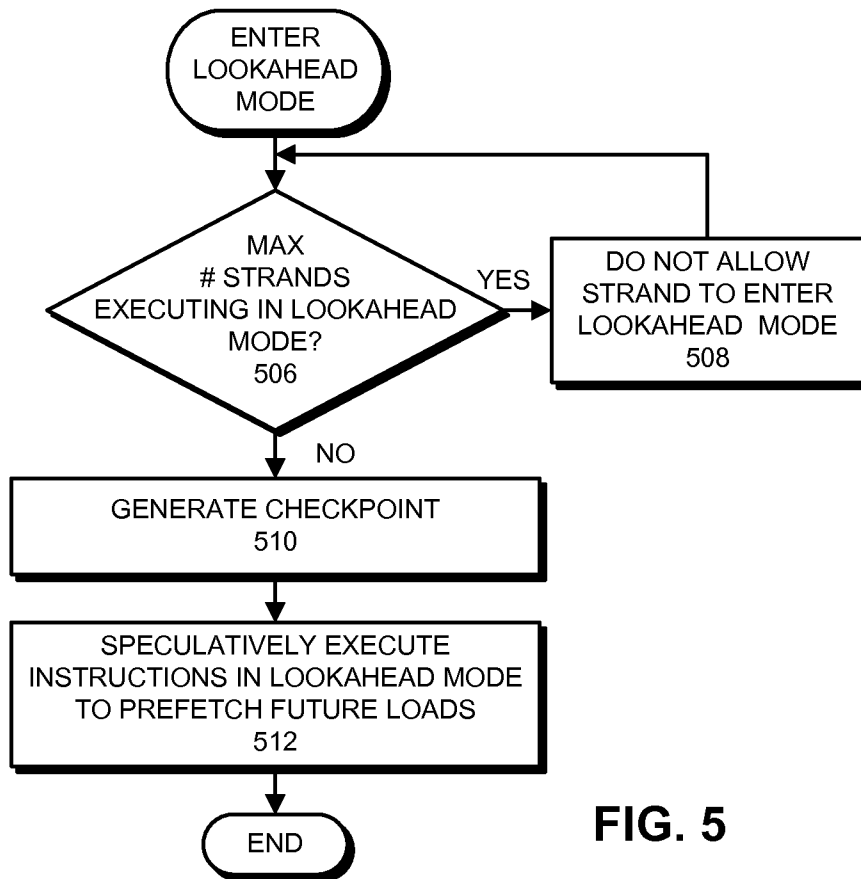 ENTER
LOOKAHEAD
MODE
MAX
# STRANDS
EXECUTING IN LOOKAHEAD
MODE?
506
YES
DO NOT ALLOW
STRAND TO ENTER
LOOKAHEAD MODE
508
NO
GENERATE CHECKPOINT
510
SPECULATIVELY EXECUTE
INSTRUCTIONS IN LOOKAHEAD MODE
TO PREFETCH FUTURE LOADS
512
END
FIG. 5